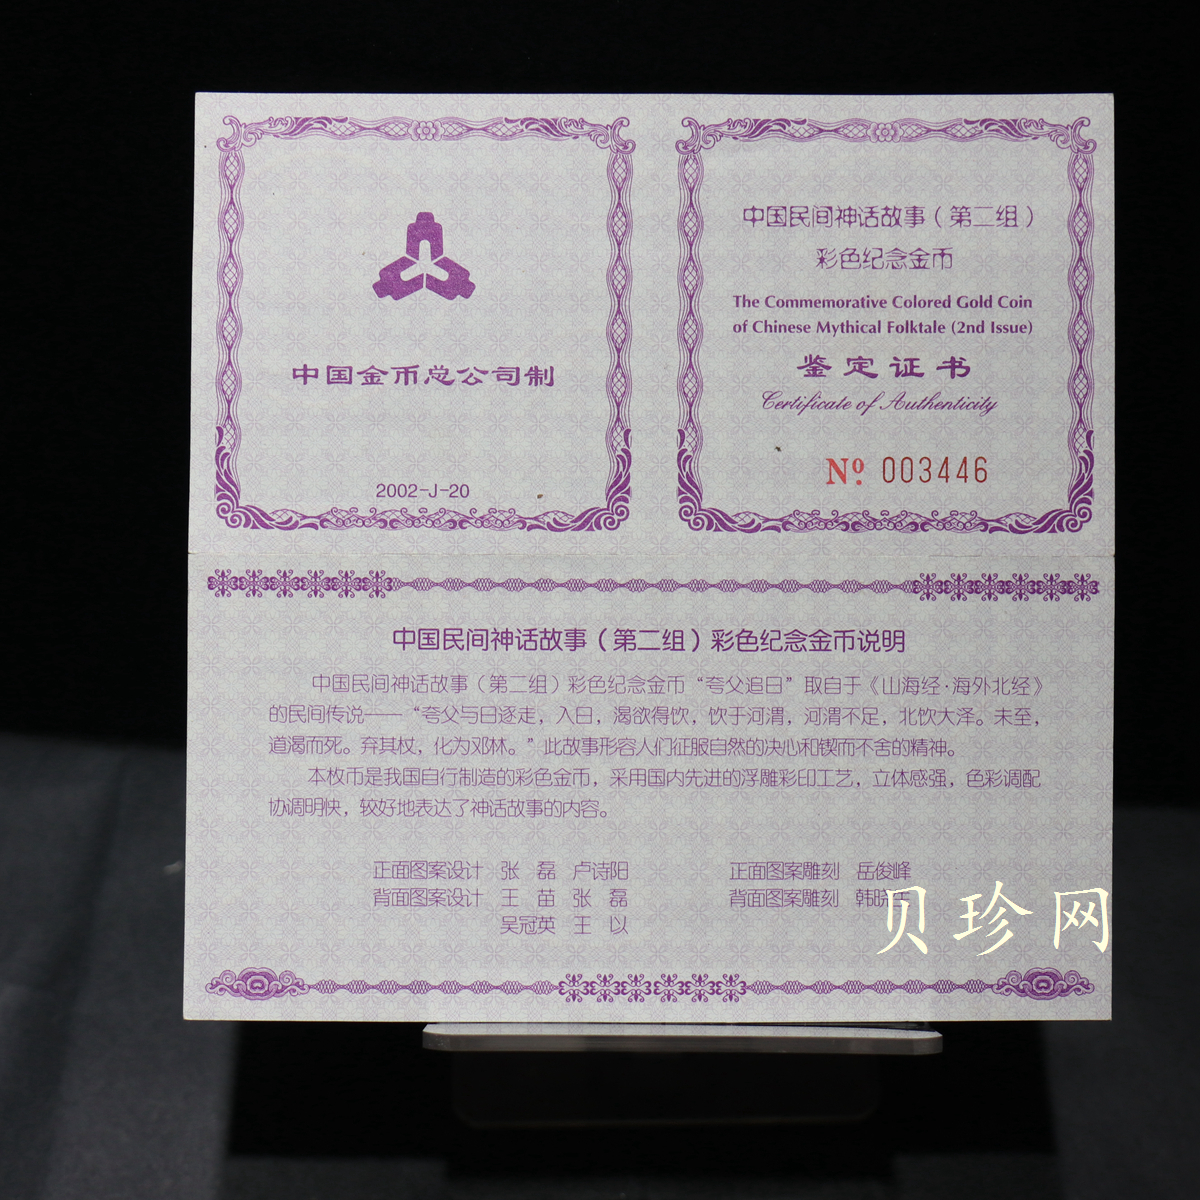 中国金币总公司制
2002-J-20
中国民间神话故事（第二组）
彩色纪念金币
The Commemorative Colored Gold Coin
of Chinese Mythical Folktale (2nd Issue)
鉴定证书
Certificate of Authenticity
Nº. 003446
中国民间神话故事（第二组）彩色纪念金币说明
中国民间神话故事（第二组）彩色纪念金币“夸父追日”取自于《山海经·海外北经》
的民间传说——“夸父与日逐走，入日，渴欲得饮，饮于河渭，河渭不足，北饮大泽。未至，
道渴而死。弃其杖，化为邓林。”此故事形容人们征服自然的决心和锲而不舍的精神。
本枚币是我国自行制造的彩色金币，采用国内先进的浮雕彩印工艺，立体感强，色彩调配
协调明快，较好地表达了神话故事的内容。
正面图案设计 张 磊 卢诗阳
背面图案设计 王 苗 张 磊
吴冠英 王 以
正面图案雕刻 岳俊峰
背面图案雕刻 韩晓
贝珍网